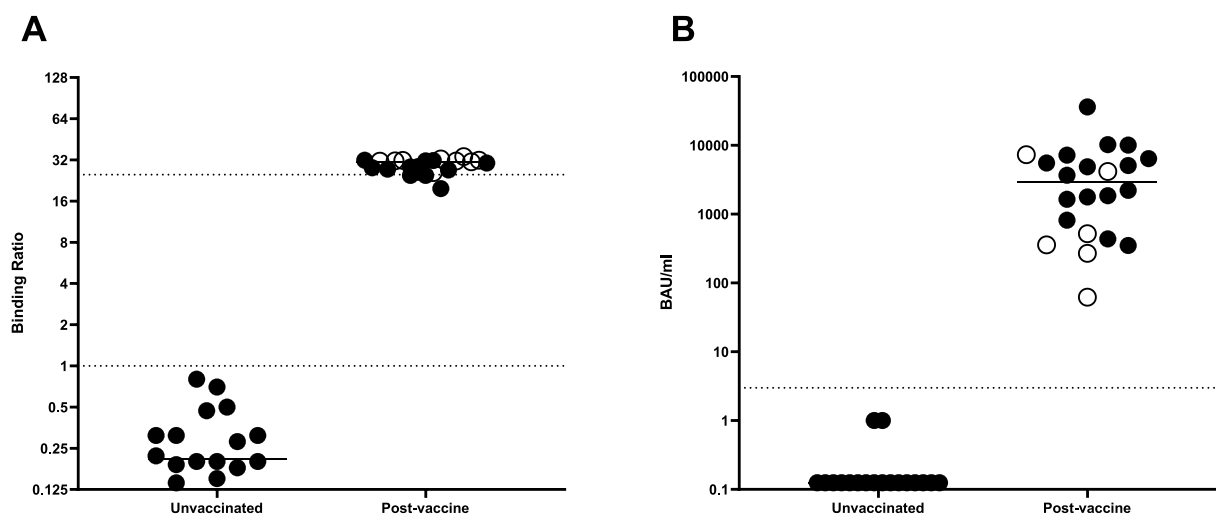 A
Binding Ratio
128
64
32
16
8
4
2
1
0.5
0.25
0.125
Unvaccinated
Post-vaccine
B
BAU/ml
100000
10000
1000
100
10
1
0.1
Unvaccinated
Post-vaccine